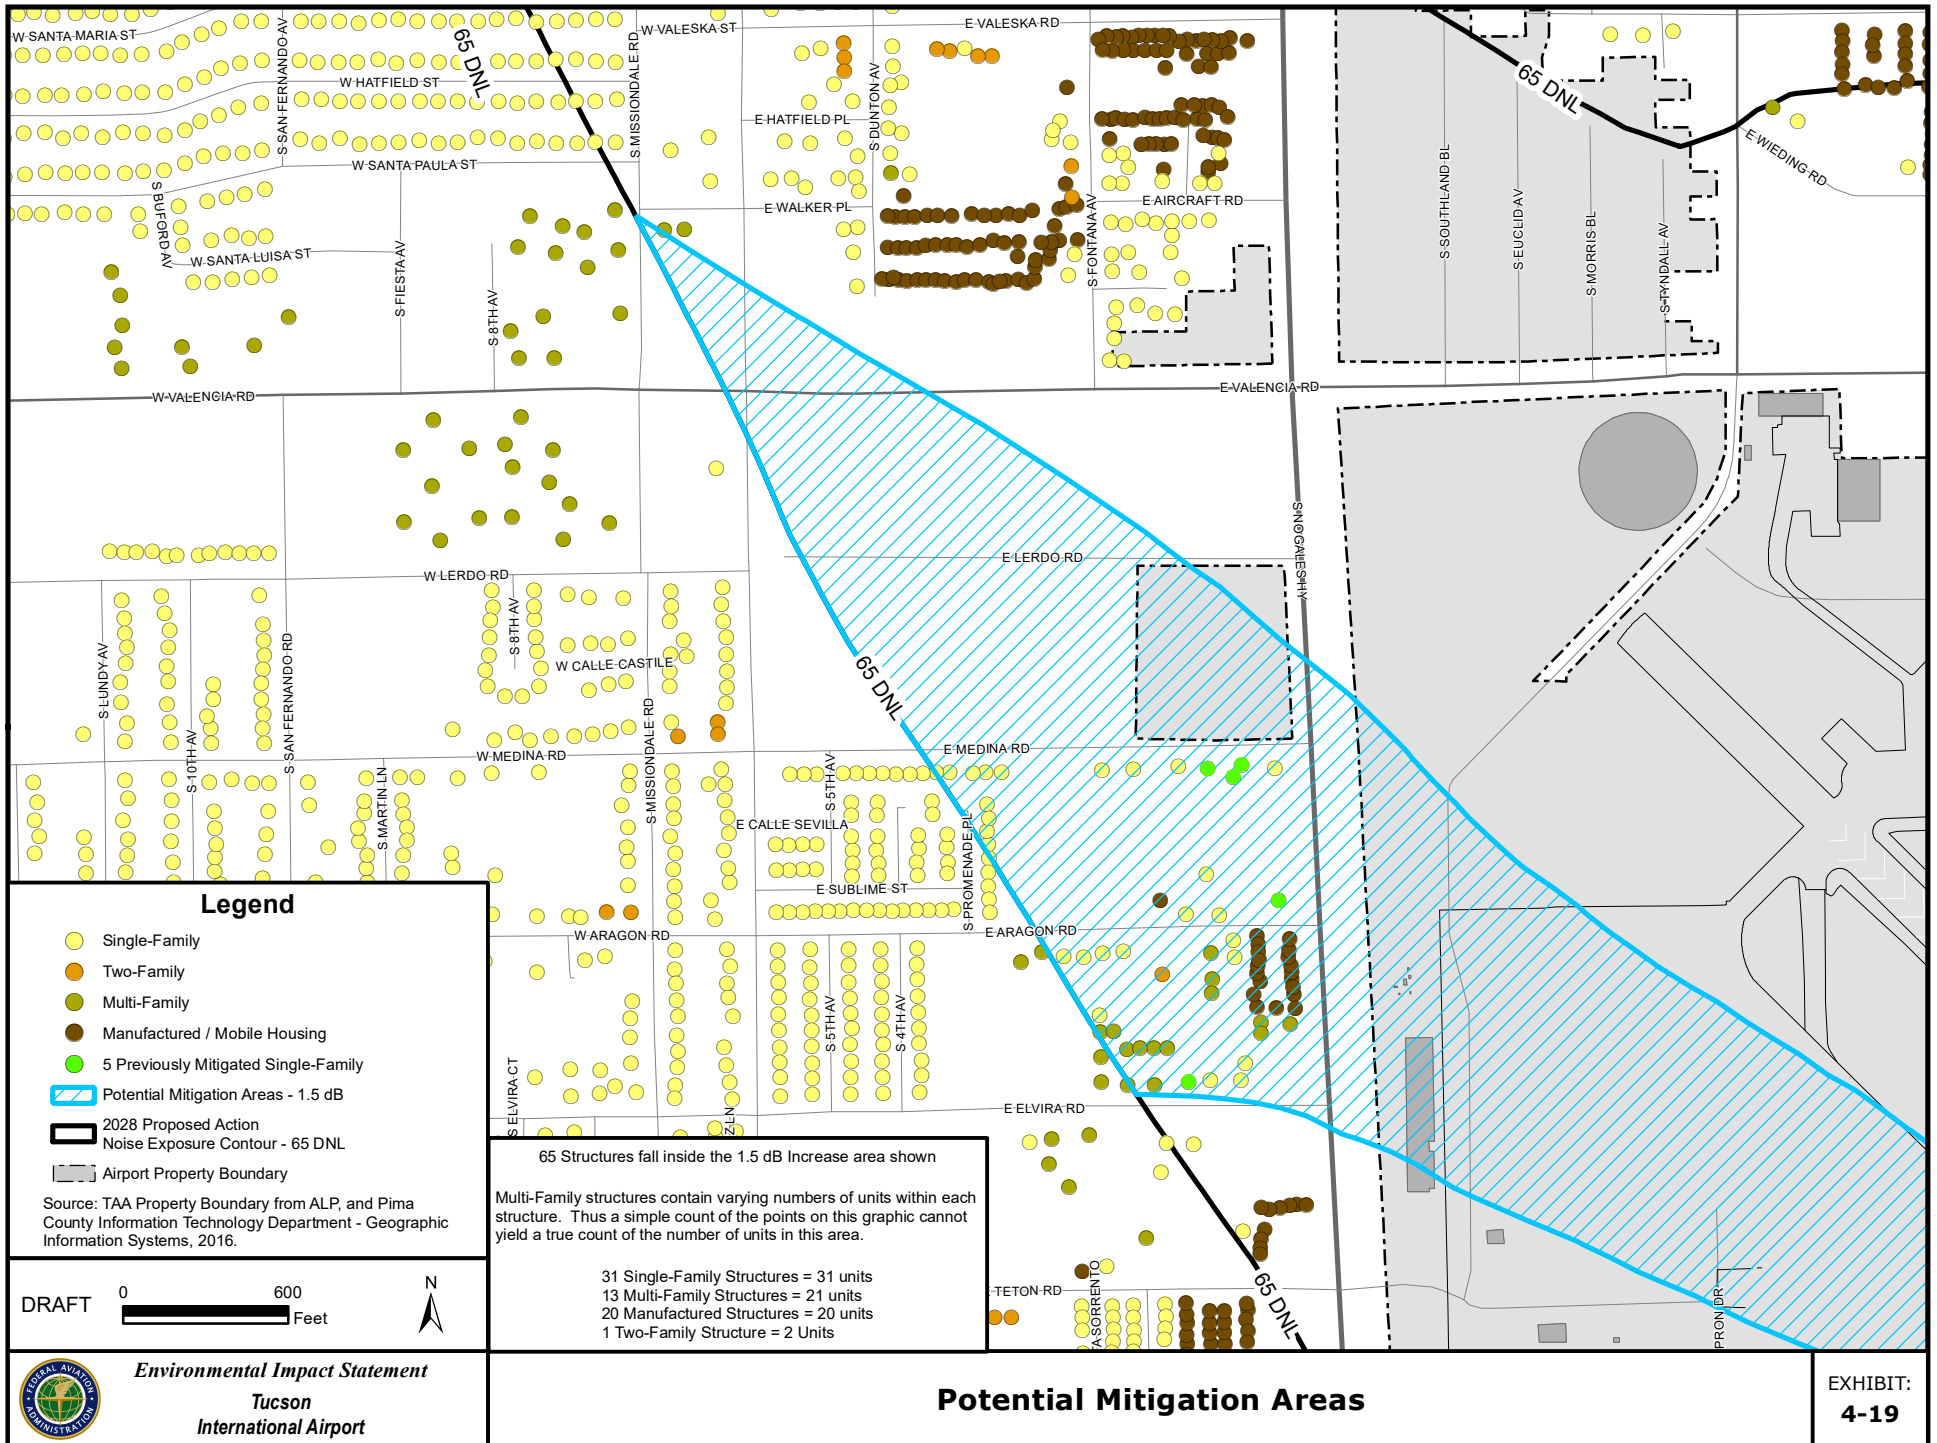 W SANTA MARIA ST
S SAN FERNANDO AV
65 DNL
S MISSIONDALE RD
W VALESKA ST
E VALESKA RD
W HATFIELD ST
E HATFIELD PL
S DUNTON AV
65 DNL
W SANTA PAULA ST
E WIEDING RD
S BUFORD AV
E WALKER PL
S FONTANA AV
E AIRCRAFT RD
S SOUTHLAND BL
S EUCLID AV
S MORRIS BL
S TYNDALL AV
W SANTA LUISA ST
S FIESTA AV
S 8TH AV
W VALENCIA RD
E VALENCIA RD
S NOGALES HY
E LERDO RD
W LERDO RD
S 8TH AV
S LUNDY AV
S SAN FERNANDO RD
W CALLE CASTILE
65 DNL
S 10TH AV
S MISSIONDALE RD
W MEDINA RD
E MEDINA RD
S MARTIN LN
S 5TH AV
E CALLE SEVILLA
S PROMENADE PL
E SUBLIME ST
W ARAGON RD
E ARAGON RD
S 5TH AV
S 4TH AV
S ELVIRA CT
Z LN
E ELVIRA RD
Legend
Single-Family
Two-Family
Multi-Family
Manufactured / Mobile Housing
5 Previously Mitigated Single-Family
Potential Mitigation Areas - 1.5 dB
2028 Proposed Action
Noise Exposure Contour - 65 DNL
Airport Property Boundary
Source: TAA Property Boundary from ALP, and Pima
County Information Technology Department - Geographic
Information Systems, 2016.
65 Structures fall inside the 1.5 dB Increase area shown
Multi-Family structures contain varying numbers of units within each
structure. Thus a simple count of the points on this graphic cannot
yield a true count of the number of units in this area.
31 Single-Family Structures = 31 units
13 Multi-Family Structures = 21 units
20 Manufactured Structures = 20 units
1 Two-Family Structure = 2 Units
TETON RD
TA SORRENTO
65 DNL
PRON DR
DRAFT
0 600
Feet
N
FEDERAL AVIATION
ADMINISTRATION
Environmental Impact Statement
Tucson
International Airport
Potential Mitigation Areas
EXHIBIT:
4-19